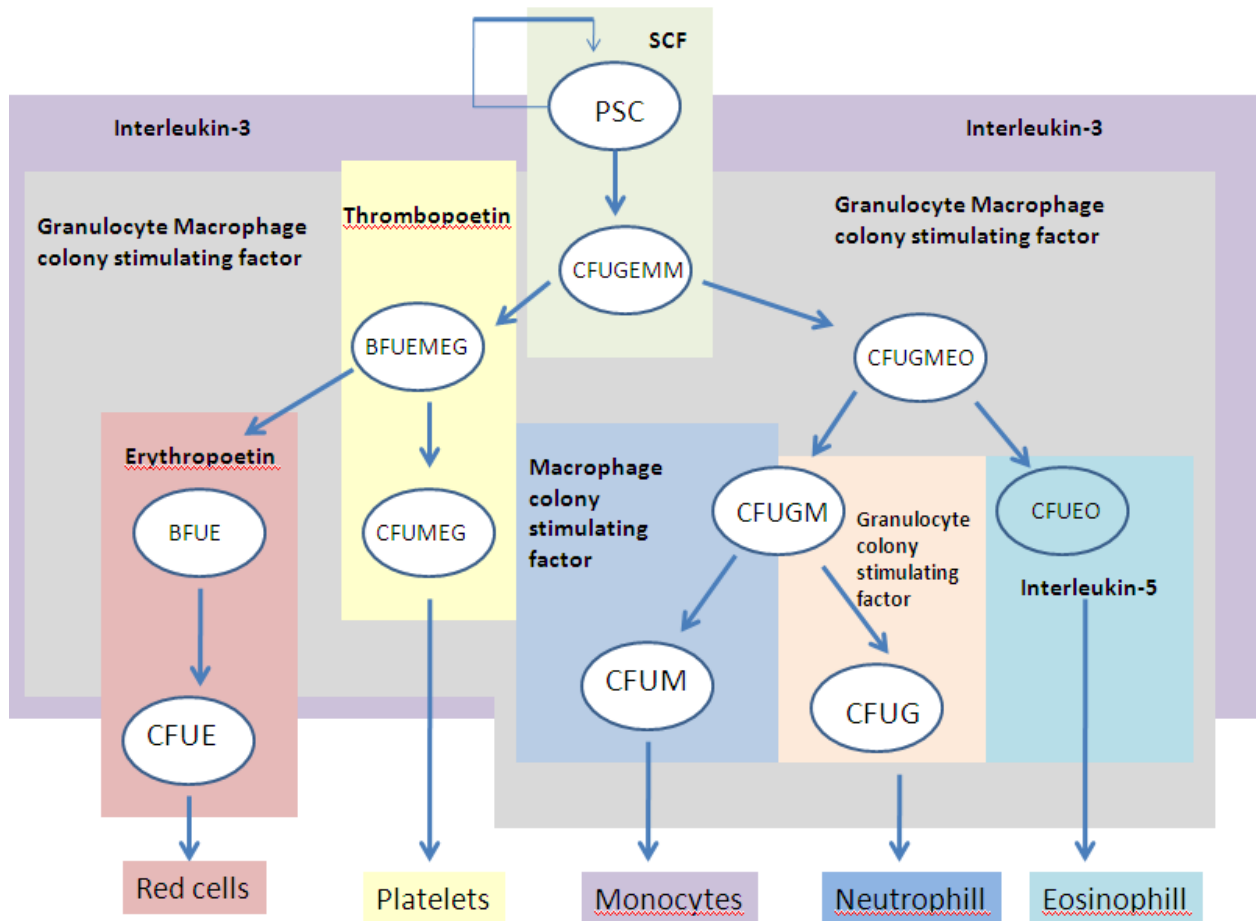 SCF
PSC
Interleukin-3
Interleukin-3
Granulocyte Macrophage
colony stimulating factor
Thrombopoetin
Granulocyte Macrophage
colony stimulating factor
CFUGEMM
BFUEMEG
CFUGMEO
Erythropoetin
BFUE
CFUMEG
Macrophage
colony
stimulating
factor
CFUGM
Granulocyte
colony
stimulating
factor
CFUEO
Interleukin-5
CFUE
CFUM
CFUG
Red cells
Platelets
Monocytes
Neutrophill
Eosinophill